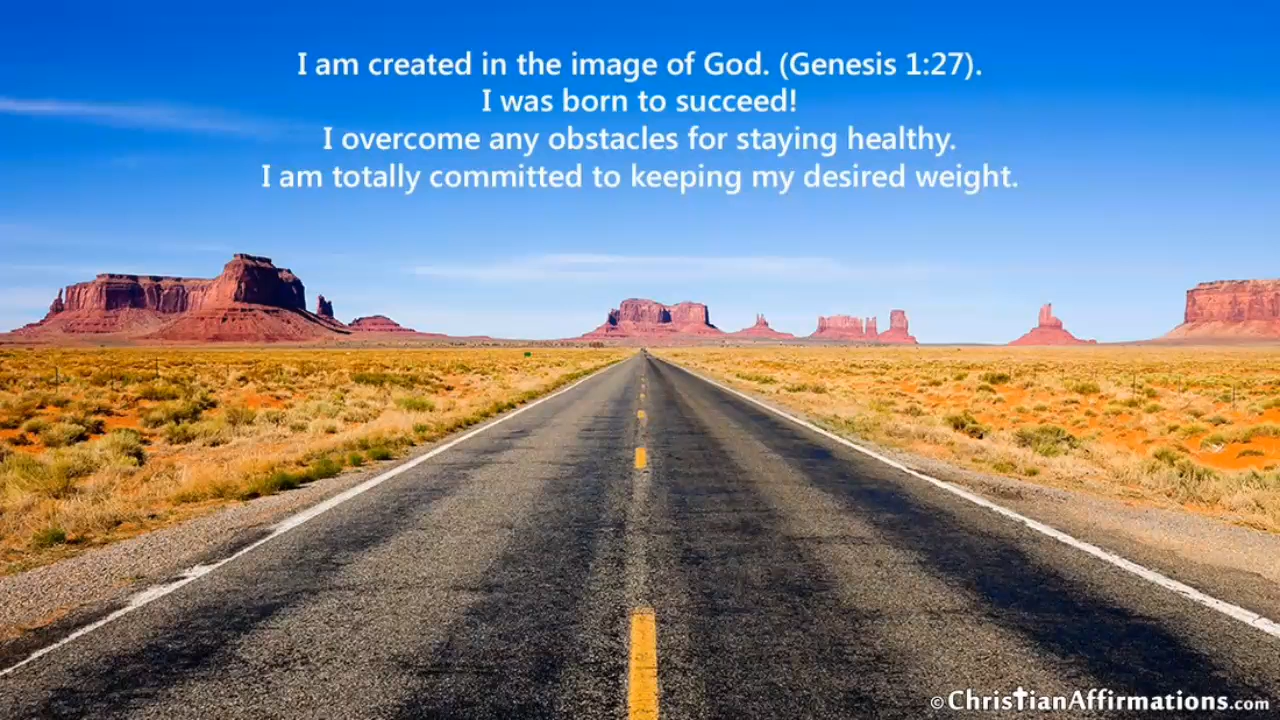 I am created in the image of God. (Genesis 1:27).
I was born to succeed!
I overcome any obstacles for staying healthy.
I am totally committed to keeping my desired weight.
©ChrisTianAffirmations.com